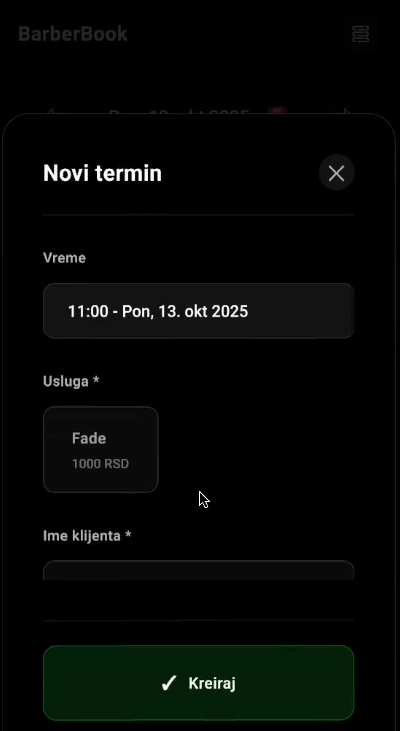 BarberBook
Novi termin
Vreme
11:00 - Pon, 13. okt 2025
Usluga *
Fade
1000 RSD
Ime klijenta *
✓ Kreiraj